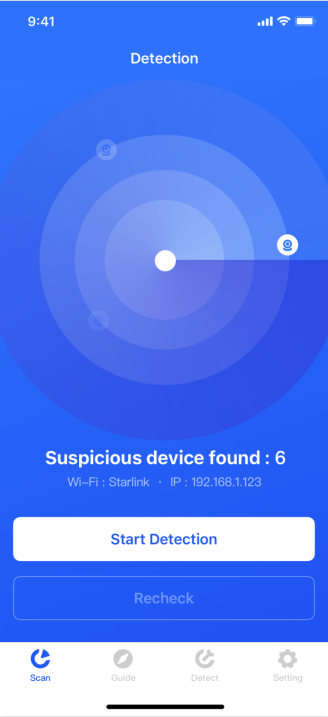 9:41
Detection
Suspicious device found : 6
Wi-Fi : Starlink · IP : 192.168.1.123
Start Detection
Recheck
Scan Guide Detect Setting